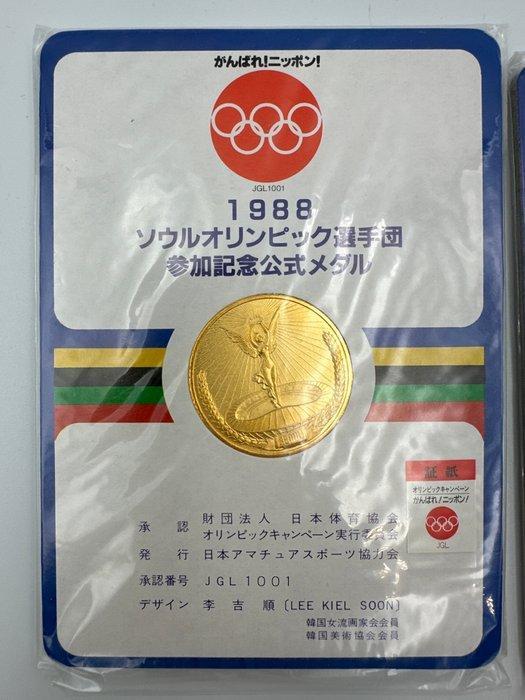 がんばれ!ニッポン!
JGL1001
1988
ソウルオリンピック選手団
参加記念公式メダル
証紙
オリンピックキャンペーン
がんばれ!ニッポン!
JGL
承認 財団法人 日本体育協会
オリンピックキャンペーン実行委員会
発行 日本アマチュアスポーツ協力会
承認番号 JGL1001
デザイン 李吉順 〔LEE KIEL SOON〕
韓国女流画家会会員
韓国美術協会会員